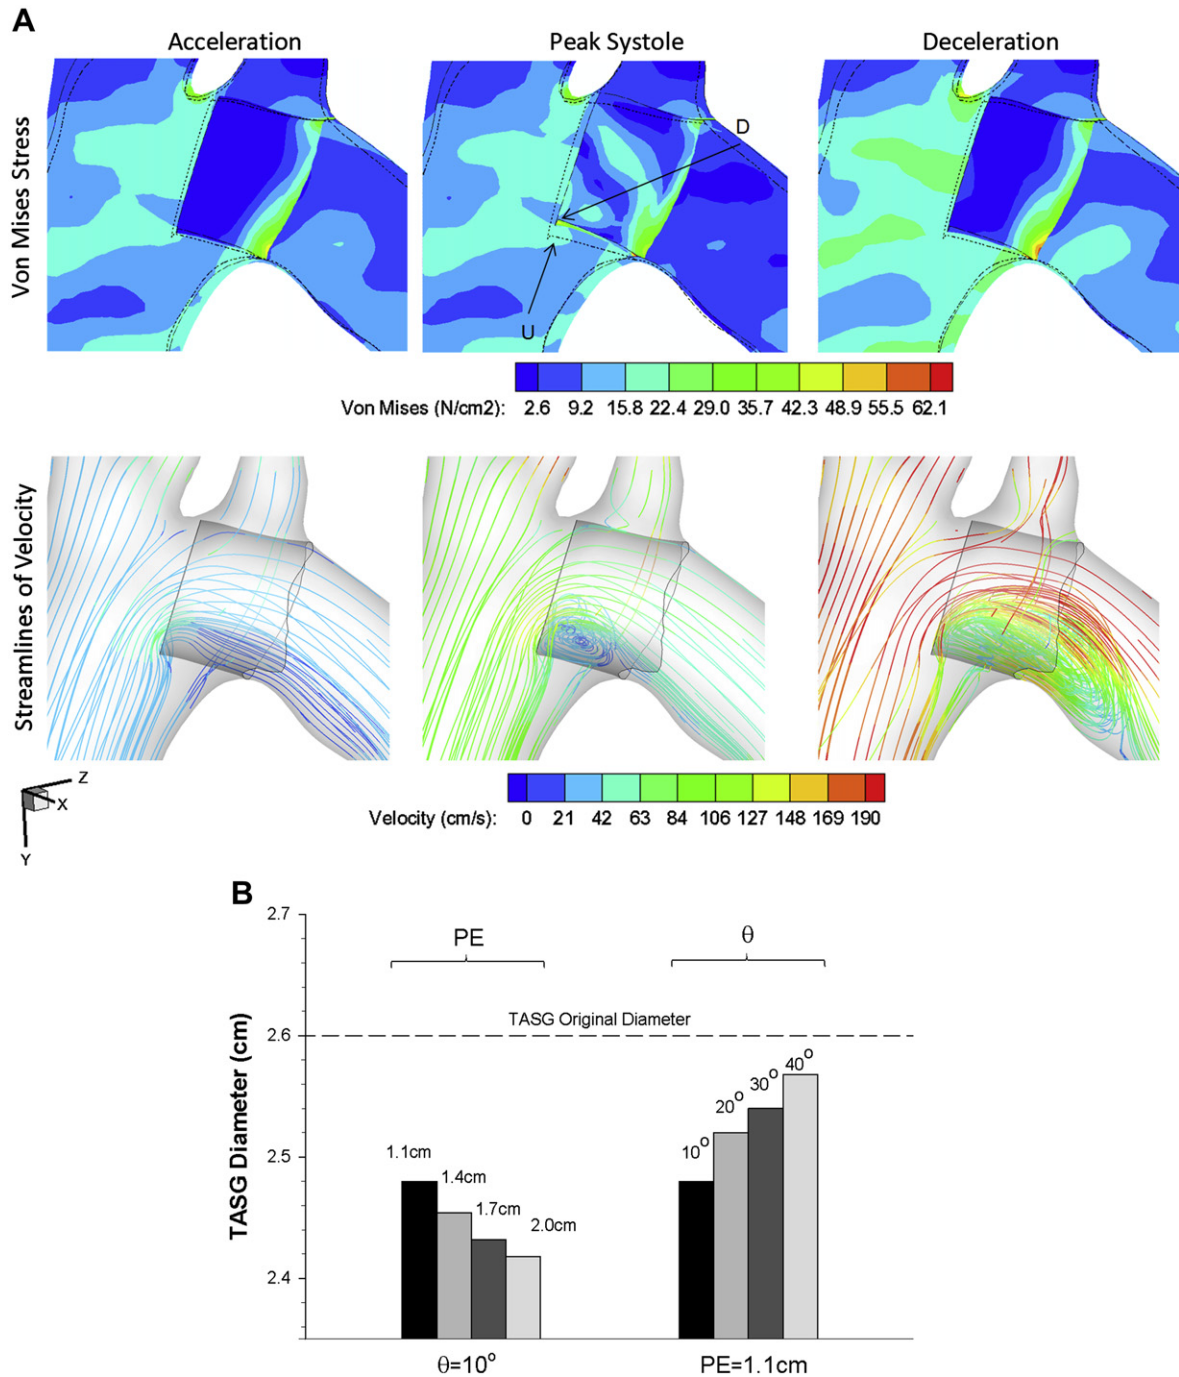 A
Acceleration Peak Systole Deceleration
Von Mises Stress
D
U
Von Mises (N/cm2): 2.6 9.2 15.8 22.4 29.0 35.7 42.3 48.9 55.5 62.1
Streamlines of Velocity
Z
X
Y
Velocity (cm/s): 0 21 42 63 84 106 127 148 169 190
B
TASG Diameter (cm)
2.7
2.6
2.5
2.4
PE θ
TASG Original Diameter
1.1cm
1.4cm
1.7cm
2.0cm
10°
20°
30°
40°
θ=10° PE=1.1cm